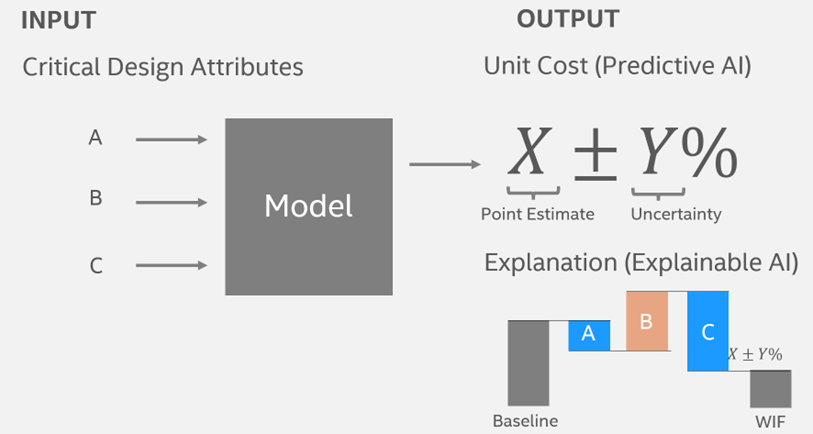 INPUT
Critical Design Attributes
A
B
C
Model
OUTPUT
Unit Cost (Predictive AI)
X ± Y%
Point Estimate
Uncertainty
Explanation (Explainable AI)
A
B
C
X ± Y%
Baseline
WIF